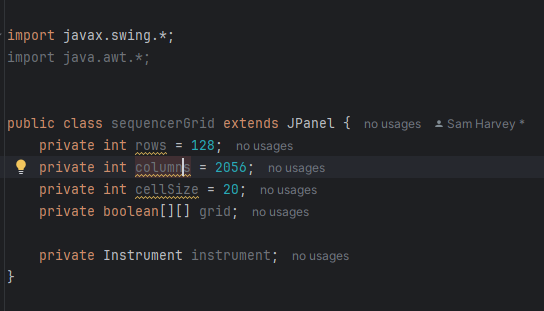 import javax.swing.*;
import java.awt.*;
public class sequencerGrid extends JPanel { no usages Sam Harvey *
private int rows = 128; no usages
private int columns = 2056; no usages
private int cellSize = 20; no usages
private boolean[][] grid; no usages
private Instrument instrument; no usages
}